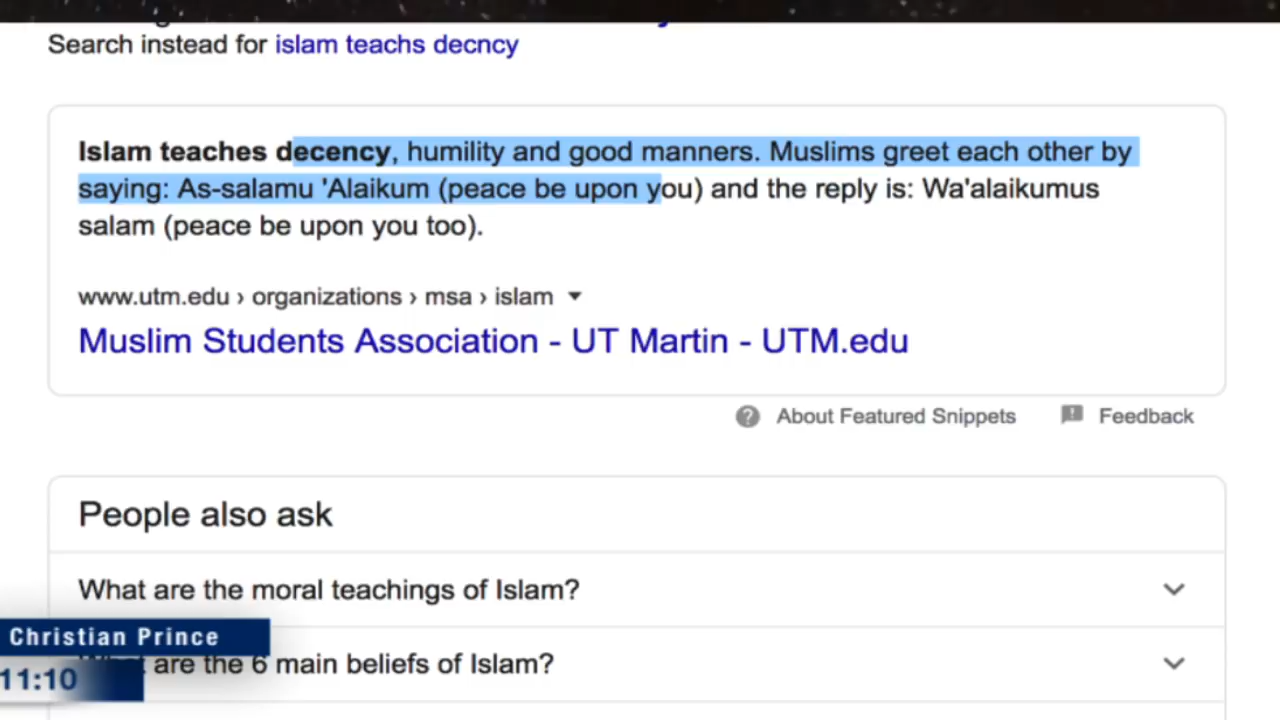 Search instead for islam teachs decncy
Islam teaches decency, humility and good manners. Muslims greet each other by
saying: As-salamu 'Alaikum (peace be upon you) and the reply is: Wa'alaikumus
salam (peace be upon you too).
www.utm.edu › organizations › msa › islam
Muslim Students Association - UT Martin - UTM.edu
About Featured Snippets
Feedback
People also ask
What are the moral teachings of Islam?
Christian Prince
are the 6 main beliefs of Islam?
11:10